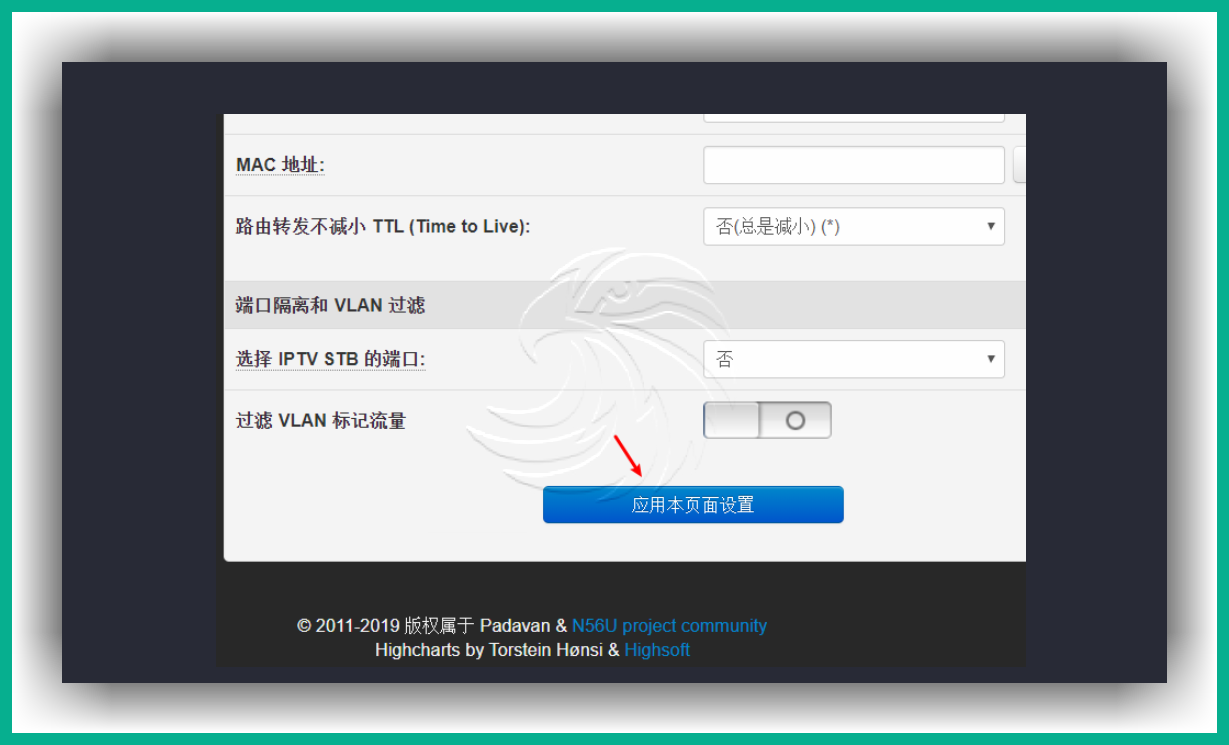 MAC 地址:
路由转发不减小 TTL (Time to Live):
否(总是减小) (*)
端口隔离和 VLAN 过滤
选择 IPTV STB 的端口:
否
过滤 VLAN 标记流量
应用本页面设置
© 2011-2019 版权属于 Padavan & N56U project community
Highcharts by Torstein Hønsi & Highsoft